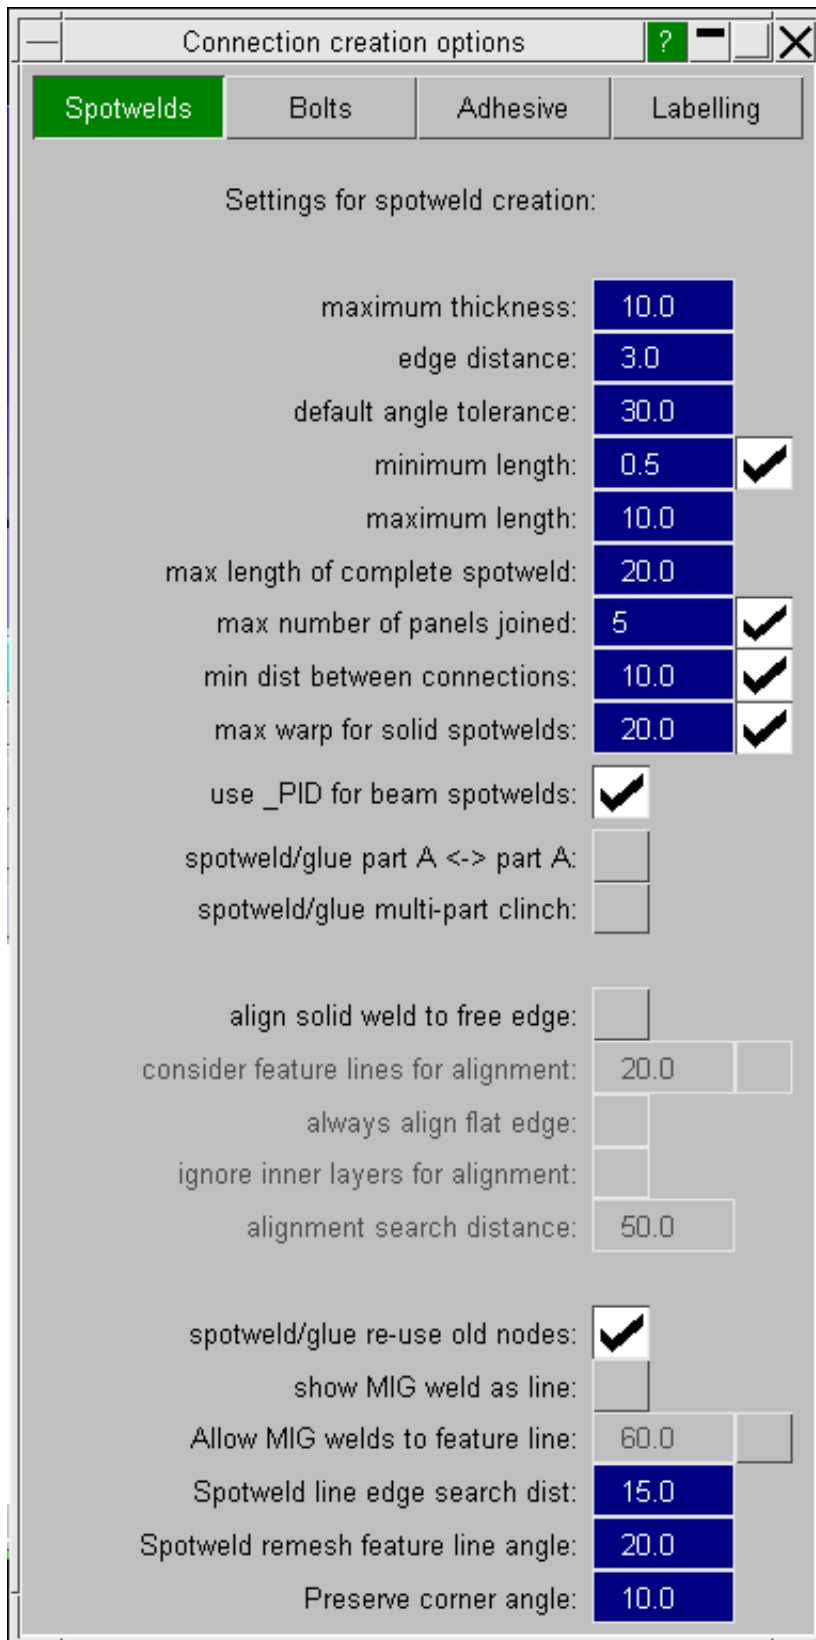 Connection creation options ?
Spotwelds Bolts Adhesive Labelling
Settings for spotweld creation:
maximum thickness: 10.0
edge distance: 3.0
default angle tolerance: 30.0
minimum length: 0.5
maximum length: 10.0
max length of complete spotweld: 20.0
max number of panels joined: 5
min dist between connections: 10.0
max warp for solid spotwelds: 20.0
use _PID for beam spotwelds:
spotweld/glue part A <-> part A:
spotweld/glue multi-part clinch:
align solid weld to free edge:
consider feature lines for alignment: 20.0
always align flat edge:
ignore inner layers for alignment:
alignment search distance: 50.0
spotweld/glue re-use old nodes:
show MIG weld as line:
Allow MIG welds to feature line: 60.0
Spotweld line edge search dist: 15.0
Spotweld remesh feature line angle: 20.0
Preserve corner angle: 10.0